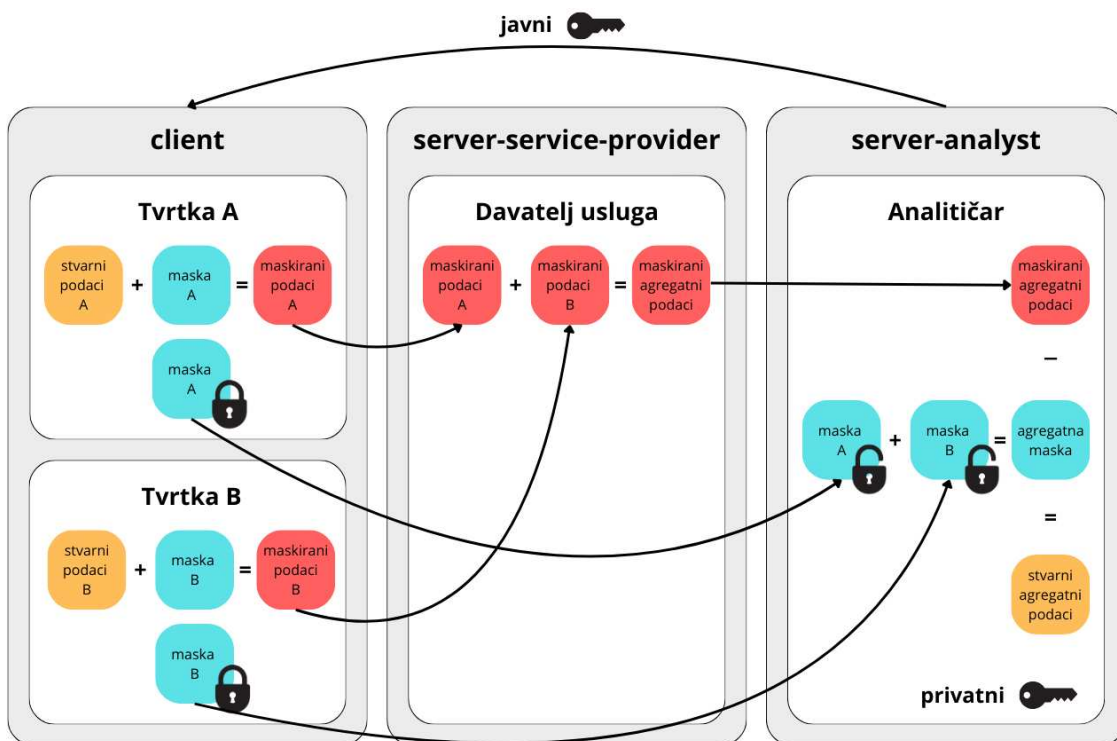 javni
client
server-service-provider
server-analyst
Tvrtka A
stvarni
podaci
A
+
maska
A
=
maskirani
podaci
A
maska
A
Tvrtka B
stvarni
podaci
B
+
maska
B
=
maskirani
podaci
B
maska
B
Davatelj usluga
maskirani
podaci
A
+
maskirani
podaci
B
=
maskirani
agregatni
podaci
Analitičar
maskirani
agregatni
podaci
–
maska
A
+
maska
B
=
agregatna
maska
=
stvarni
agregatni
podaci
privatni